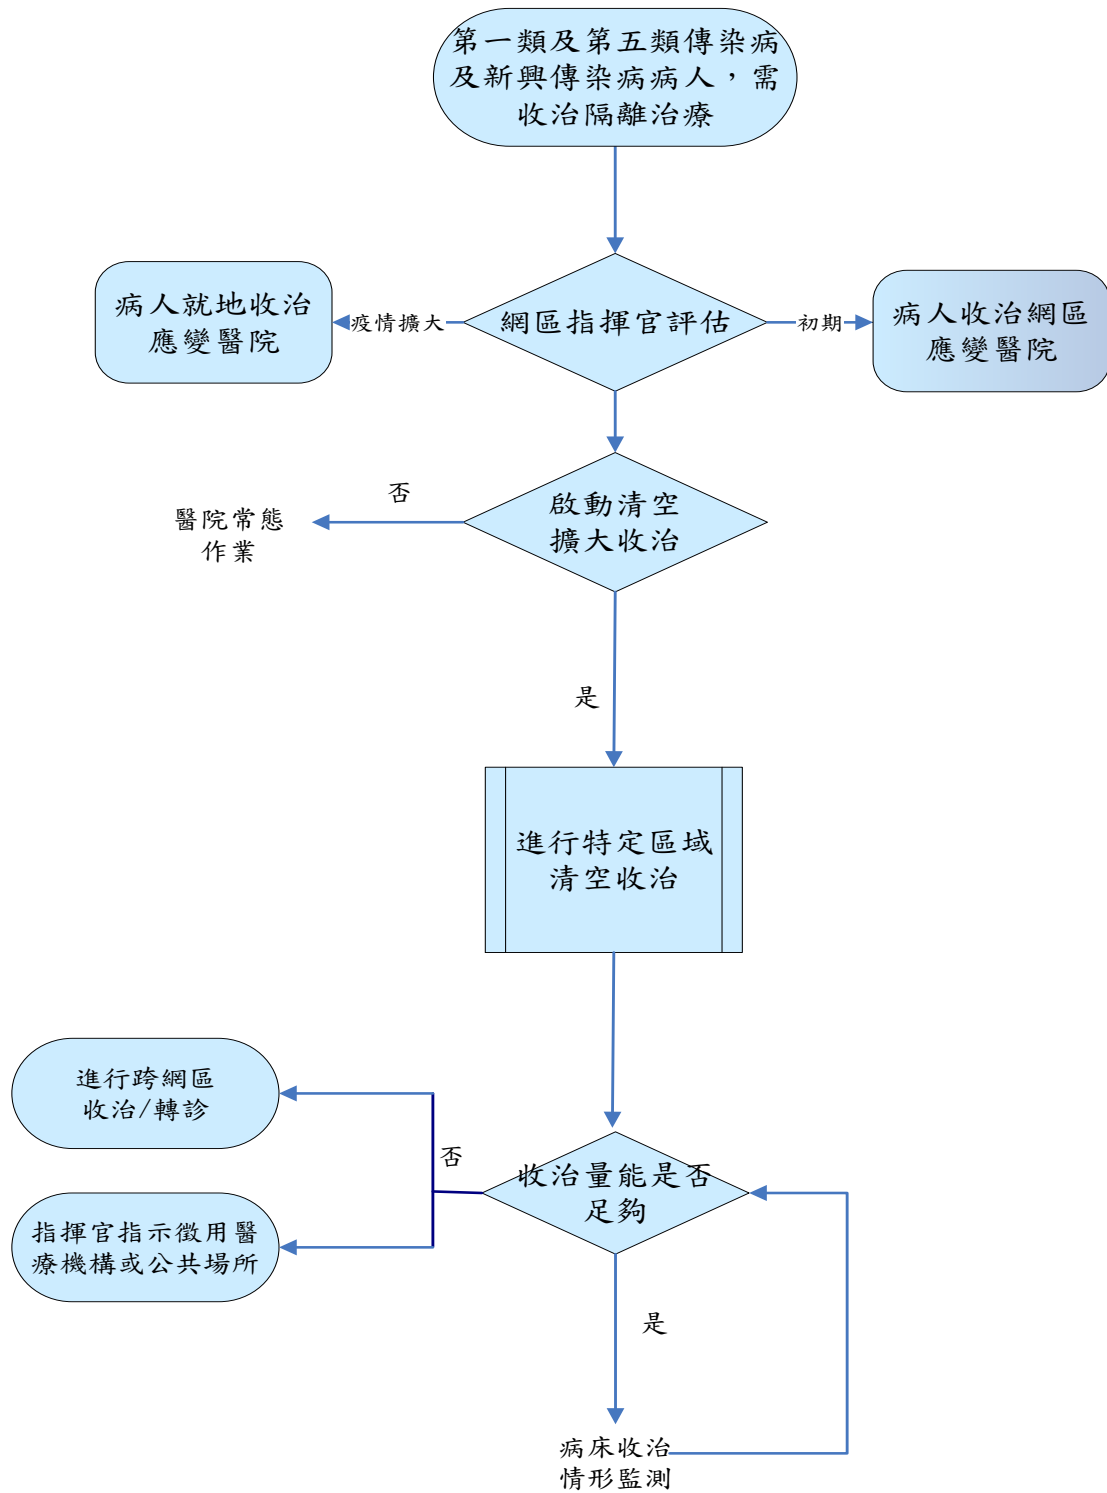 第一類及第五類傳染病
及新興傳染病病人，需
收治隔離治療
病人就地收治
應變醫院
疫情擴大
網區指揮官評估
初期
病人收治網區
應變醫院
否
醫院常態
作業
啟動清空
擴大收治
是
進行特定區域
清空收治
進行跨網區
收治/轉診
否
收治量能是否
足夠
指揮官指示徵用醫
療機構或公共場所
是
病床收治
情形監測